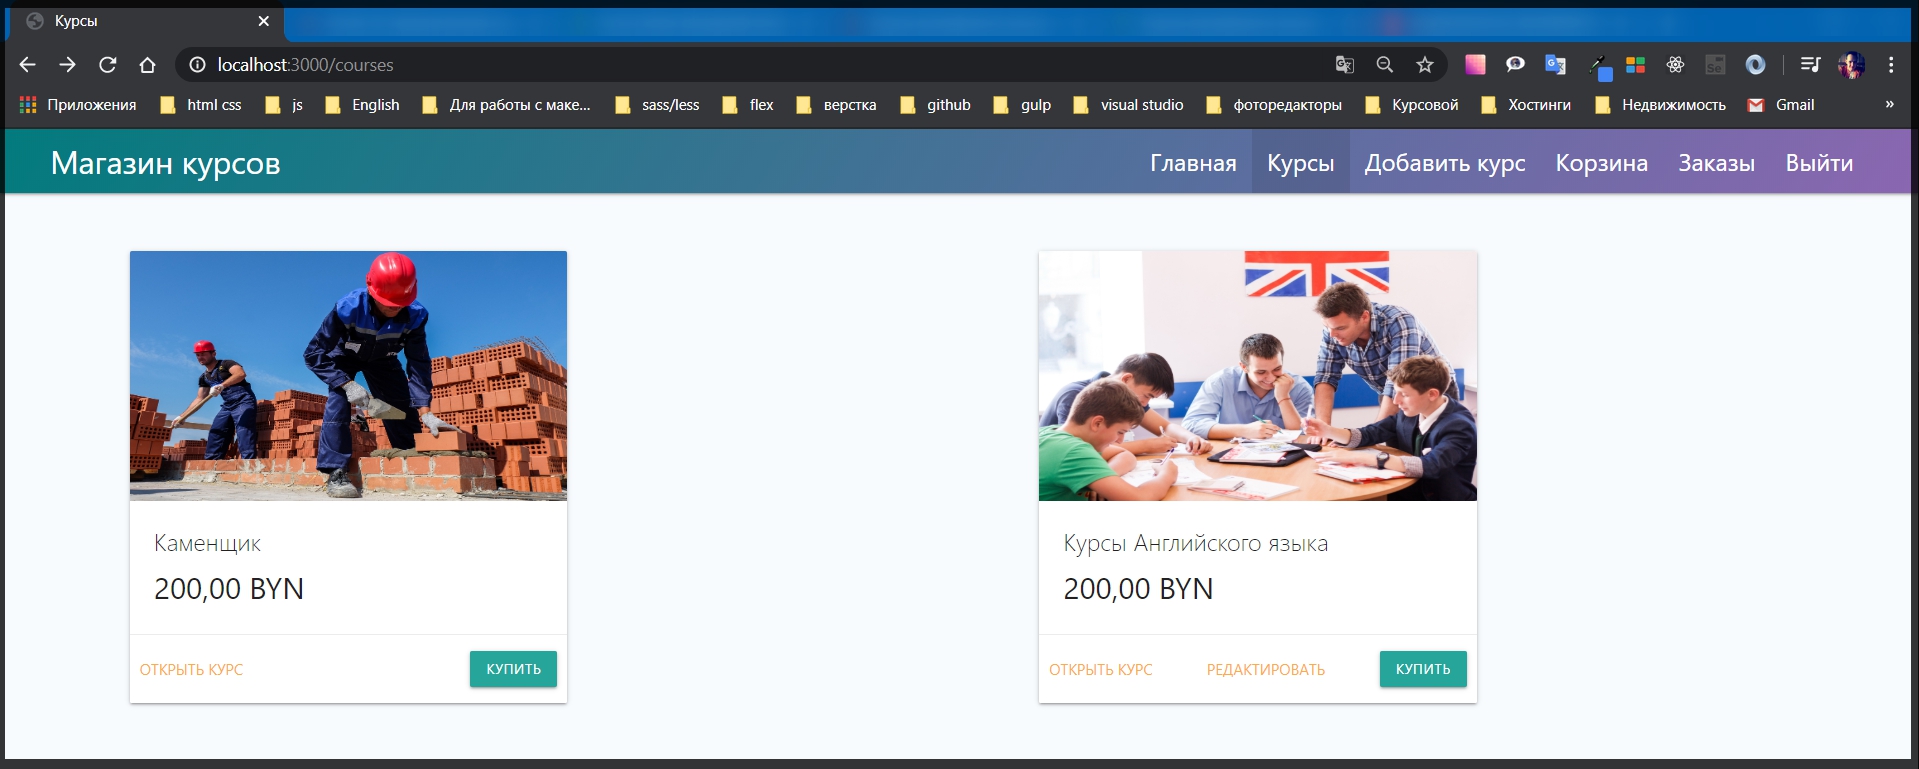 Курсы
localhost:3000/courses
Приложения html css js English Для работы с маке... sass/less flex верстка github gulp visual studio фоторедакторы Курсовой Хостинги Недвижимость Gmail »
Магазин курсов Главная Курсы Добавить курс Корзина Заказы Выйти
Каменщик
200,00 BYN
ОТКРЫТЬ КУРС КУПИТЬ
Курсы Английского языка
200,00 BYN
ОТКРЫТЬ КУРС РЕДАКТИРОВАТЬ КУПИТЬ